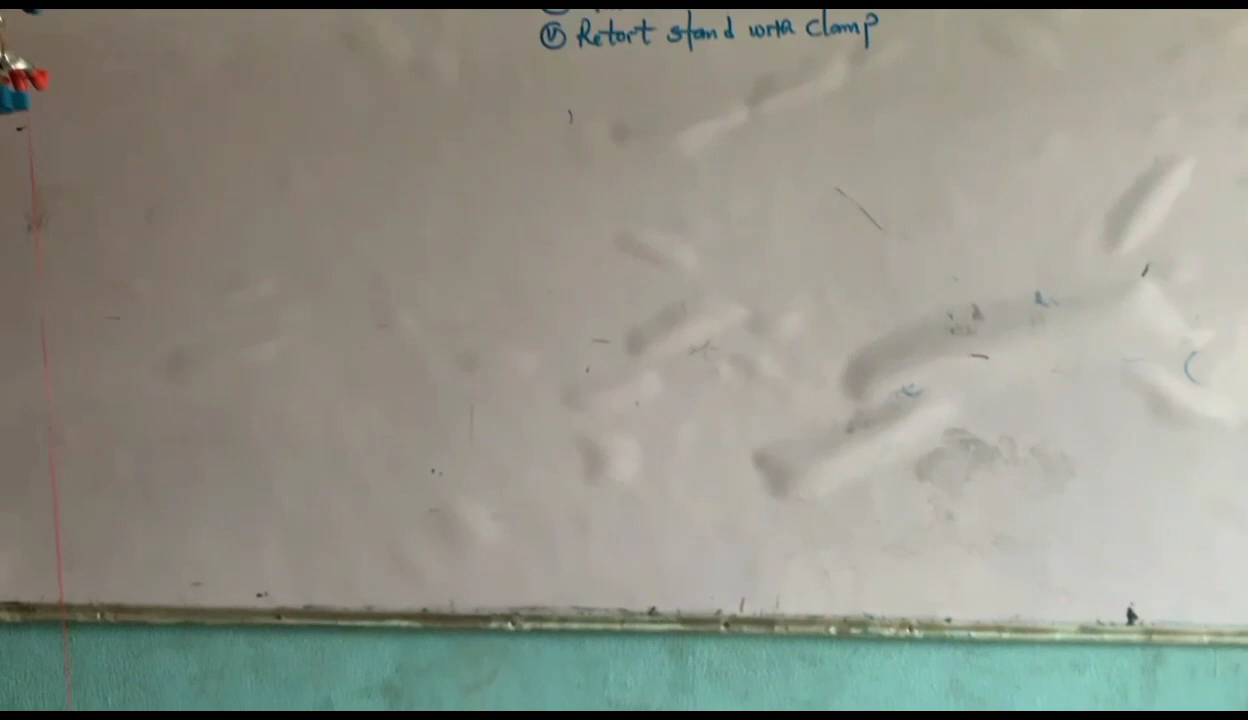 Ⓥ Retort stand with clamp